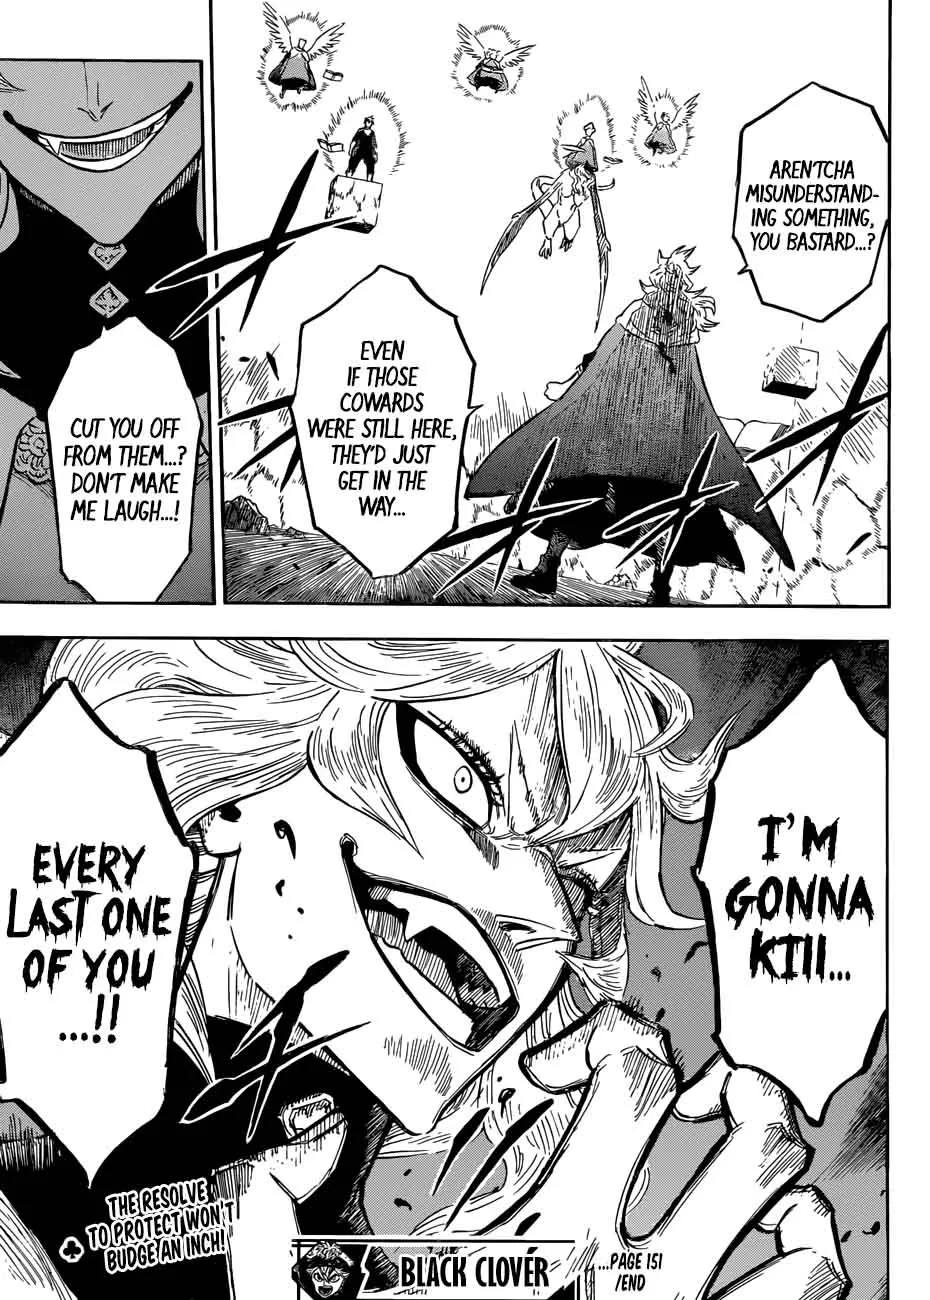 AREN'TCHA
MISUNDERSTAND-
ING SOMETHING,
YOU BASTARD...?
EVEN
IF THOSE
COWARDS
WERE STILL HERE,
THEY'D JUST
GET IN THE
WAY...
CUT YOU OFF
FROM THEM...?
DON'T MAKE
ME LAUGH...!
I'M
GONNA
KIll...
EVERY
LAST ONE
OF YOU
...!!
THE RESOLVE
TO PROTECT WON'T
BUDGE AN INCH!
BLACK CLOVER
...PAGE 151
/END